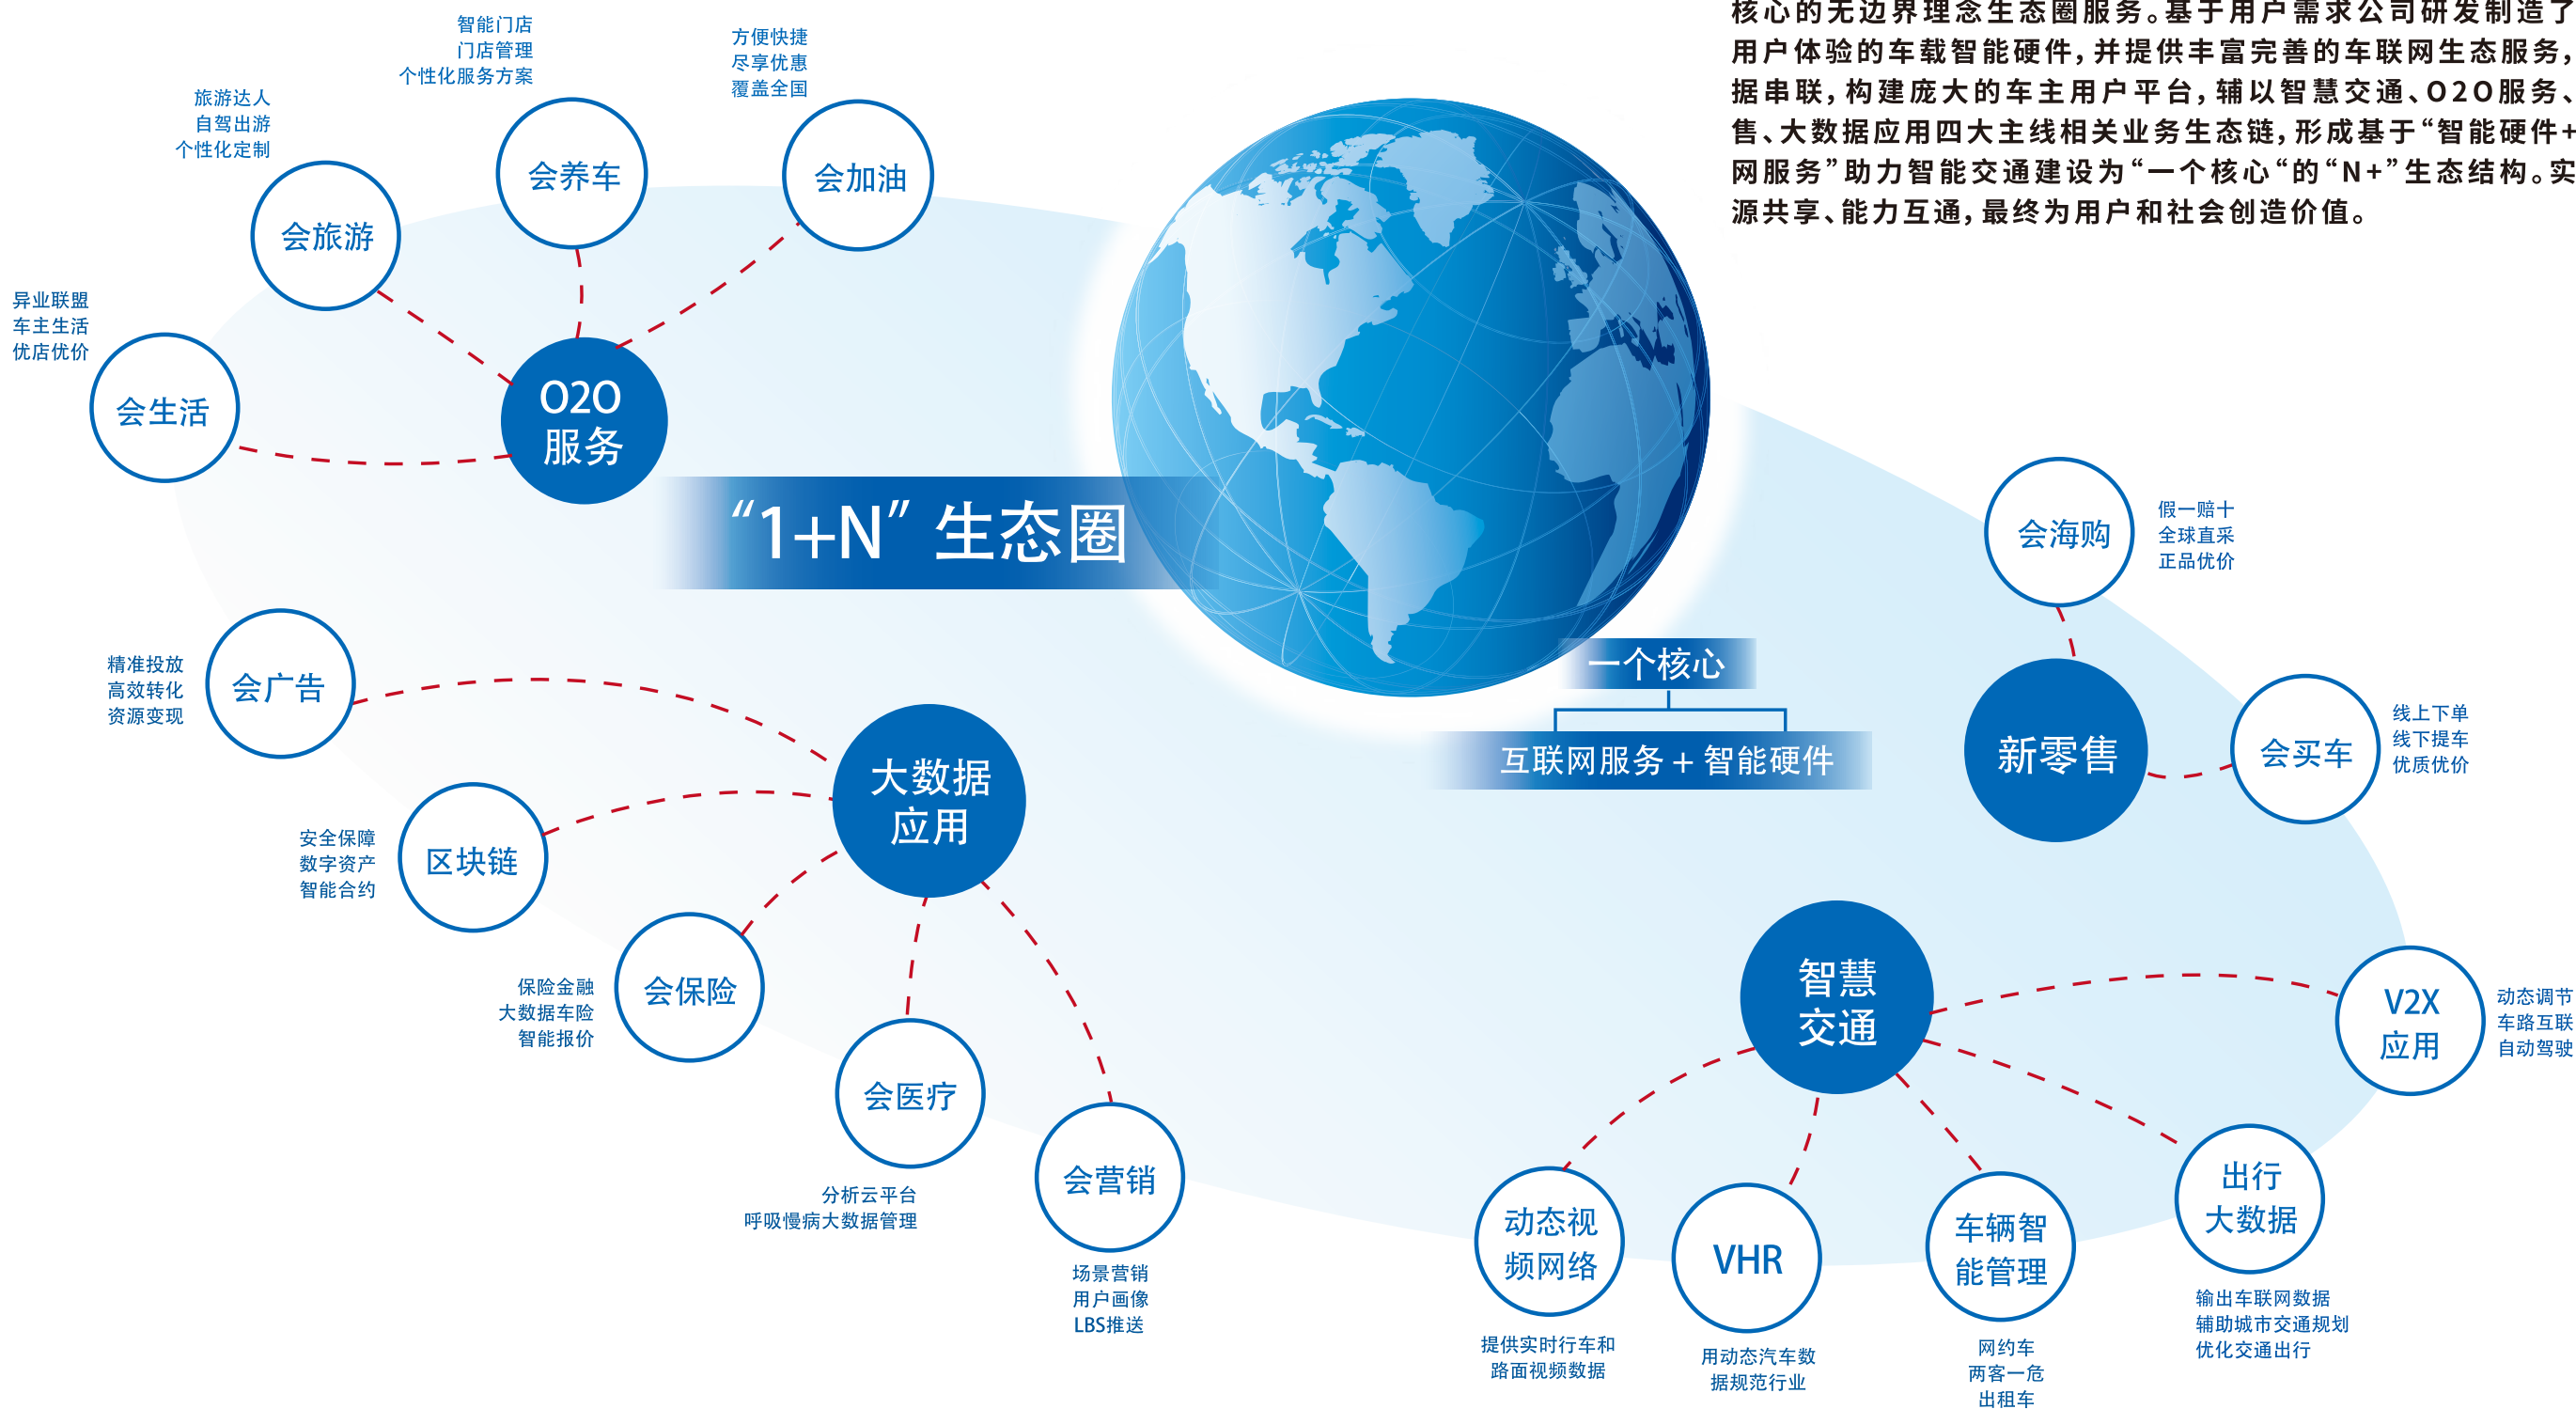 核心的无边界理念生态圈服务。基于用户需求公司研发制造了
用户体验的车载智能硬件，并提供丰富完善的车联网生态服务，
据串联，构建庞大的车主用户平台，辅以智慧交通、O2O服务、
售、大数据应用四大主线相关业务生态链，形成基于“智能硬件+
网服务”助力智能交通建设为“一个核心“的“N+”生态结构。实
源共享、能力互通，最终为用户和社会创造价值。
智能门店
门店管理
个性化服务方案
会养车
方便快捷
尽享优惠
覆盖全国
会加油
旅游达人
自驾出游
个性化定制
会旅游
异业联盟
车主生活
优店优价
会生活
O2O
服务
“1+N” 生态圈
一个核心
互联网服务 + 智能硬件
会海购
假一赔十
全球直采
正品优价
新零售
会买车
线上下单
线下提车
优质优价
精准投放
高效转化
资源变现
会广告
大数据
应用
安全保障
数字资产
智能合约
区块链
保险金融
大数据车险
智能报价
会保险
会医疗
分析云平台
呼吸慢病大数据管理
会营销
场景营销
用户画像
LBS推送
智慧
交通
V2X
应用
动态调节
车路互联
自动驾驶
出行
大数据
输出车联网数据
辅助城市交通规划
优化交通出行
动态视
频网络
提供实时行车和
路面视频数据
VHR
用动态汽车数
据规范行业
车辆智
能管理
网约车
两客一危
出租车